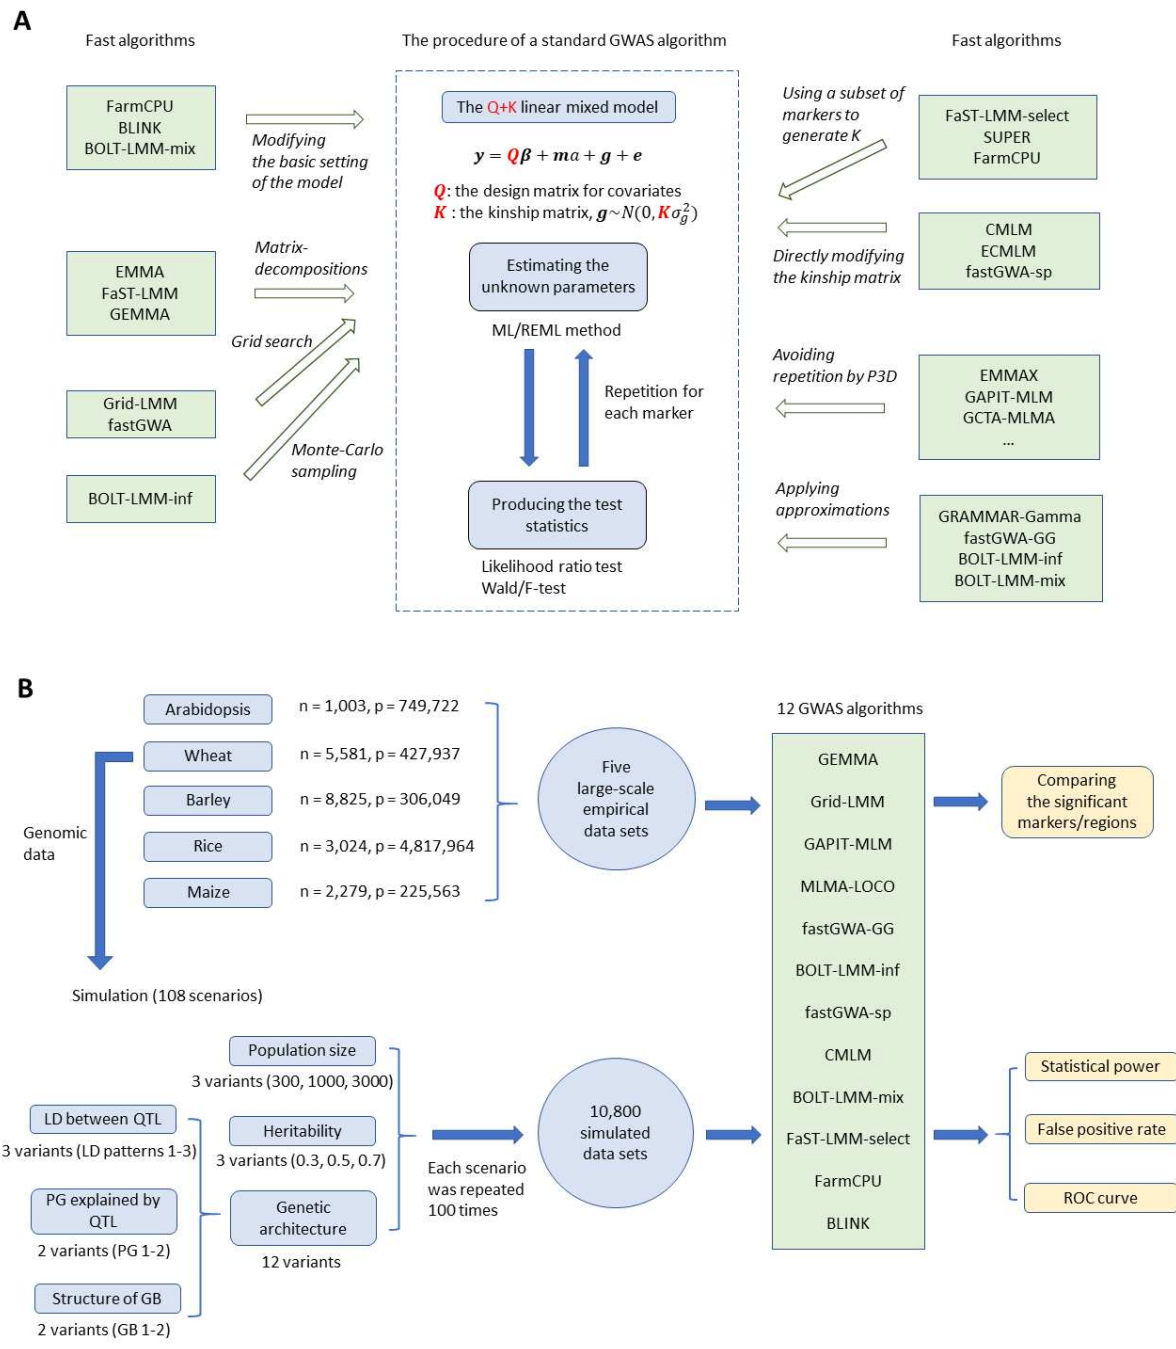 A
Fast algorithms
The procedure of a standard GWAS algorithm
Fast algorithms
FarmCPU
BLINK
BOLT-LMM-mix
Modifying
the basic setting
of the model
EMMA
FaST-LMM
GEMMA
Matrix-
decompositions
Grid search
Grid-LMM
fastGWA
Monte-Carlo
sampling
BOLT-LMM-inf
The Q+K linear mixed model
y = Qβ + ma + g + e
Q: the design matrix for covariates
K : the kinship matrix, g~N(0, Kσ_g^2)
Estimating the
unknown parameters
ML/REML method
Repetition for
each marker
Producing the test
statistics
Likelihood ratio test
Wald/F-test
Using a subset of
markers to
generate K
FaST-LMM-select
SUPER
FarmCPU
Directly modifying
the kinship matrix
CMLM
ECMLM
fastGWA-sp
Avoiding
repetition by P3D
EMMAX
GAPIT-MLM
GCTA-MLMA
...
Applying
approximations
GRAMMAR-Gamma
fastGWA-GG
BOLT-LMM-inf
BOLT-LMM-mix
B
Arabidopsis
n = 1,003, p = 749,722
Wheat
n = 5,581, p = 427,937
Barley
n = 8,825, p = 306,049
Rice
n = 3,024, p = 4,817,964
Maize
n = 2,279, p = 225,563
Genomic
data
Simulation (108 scenarios)
Five
large-scale
empirical
data sets
12 GWAS algorithms
GEMMA
Grid-LMM
GAPIT-MLM
MLMA-LOCO
fastGWA-GG
BOLT-LMM-inf
fastGWA-sp
CMLM
BOLT-LMM-mix
FaST-LMM-select
FarmCPU
BLINK
Comparing
the significant
markers/regions
Population size
3 variants (300, 1000, 3000)
LD between QTL
3 variants (LD patterns 1-3)
Heritability
3 variants (0.3, 0.5, 0.7)
PG explained by
QTL
2 variants (PG 1-2)
Genetic
architecture
12 variants
Structure of GB
2 variants (GB 1-2)
Each scenario
was repeated
100 times
10,800
simulated
data sets
Statistical power
False positive rate
ROC curve